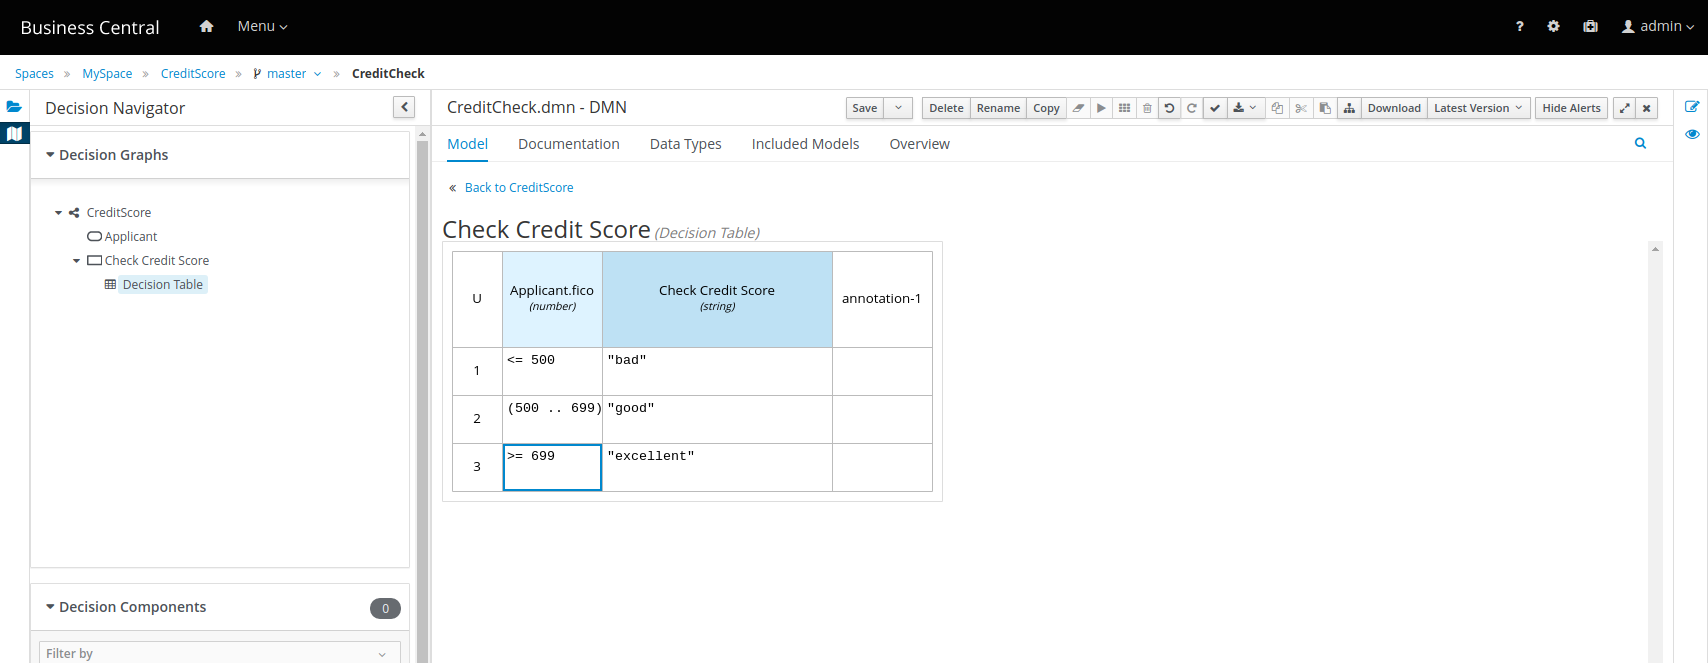 Business Central
Menu
? admin
Spaces » MySpace » CreditScore » master » CreditCheck
Decision Navigator
Decision Graphs
CreditScore
Applicant
Check Credit Score
Decision Table
Decision Components
0
Filter by
CreditCheck.dmn - DMN
Save Delete Rename Copy Download Latest Version Hide Alerts
Model Documentation Data Types Included Models Overview
« Back to CreditScore
Check Credit Score (Decision Table)
U Applicant.fico Check Credit Score annotation-1
(number) (string)
1 <= 500 "bad"
2 (500 .. 699) "good"
3 >= 699 "excellent"